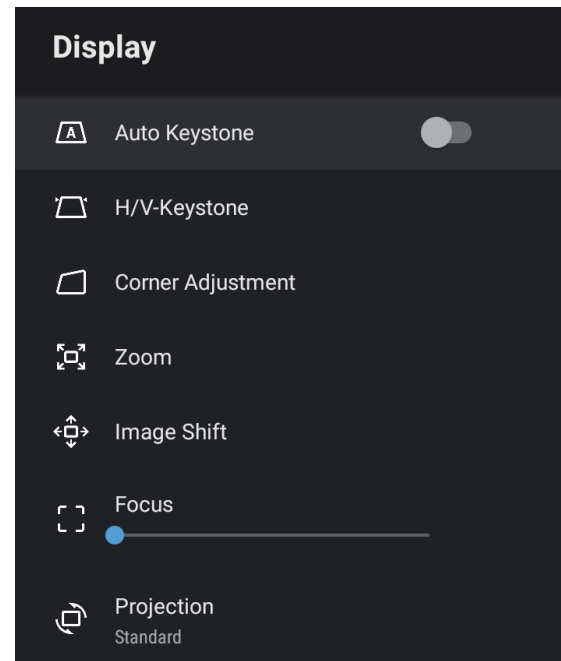 Display
A
Auto Keystone
H/V-Keystone
Corner Adjustment
Zoom
Image Shift
Focus
Projection
Standard